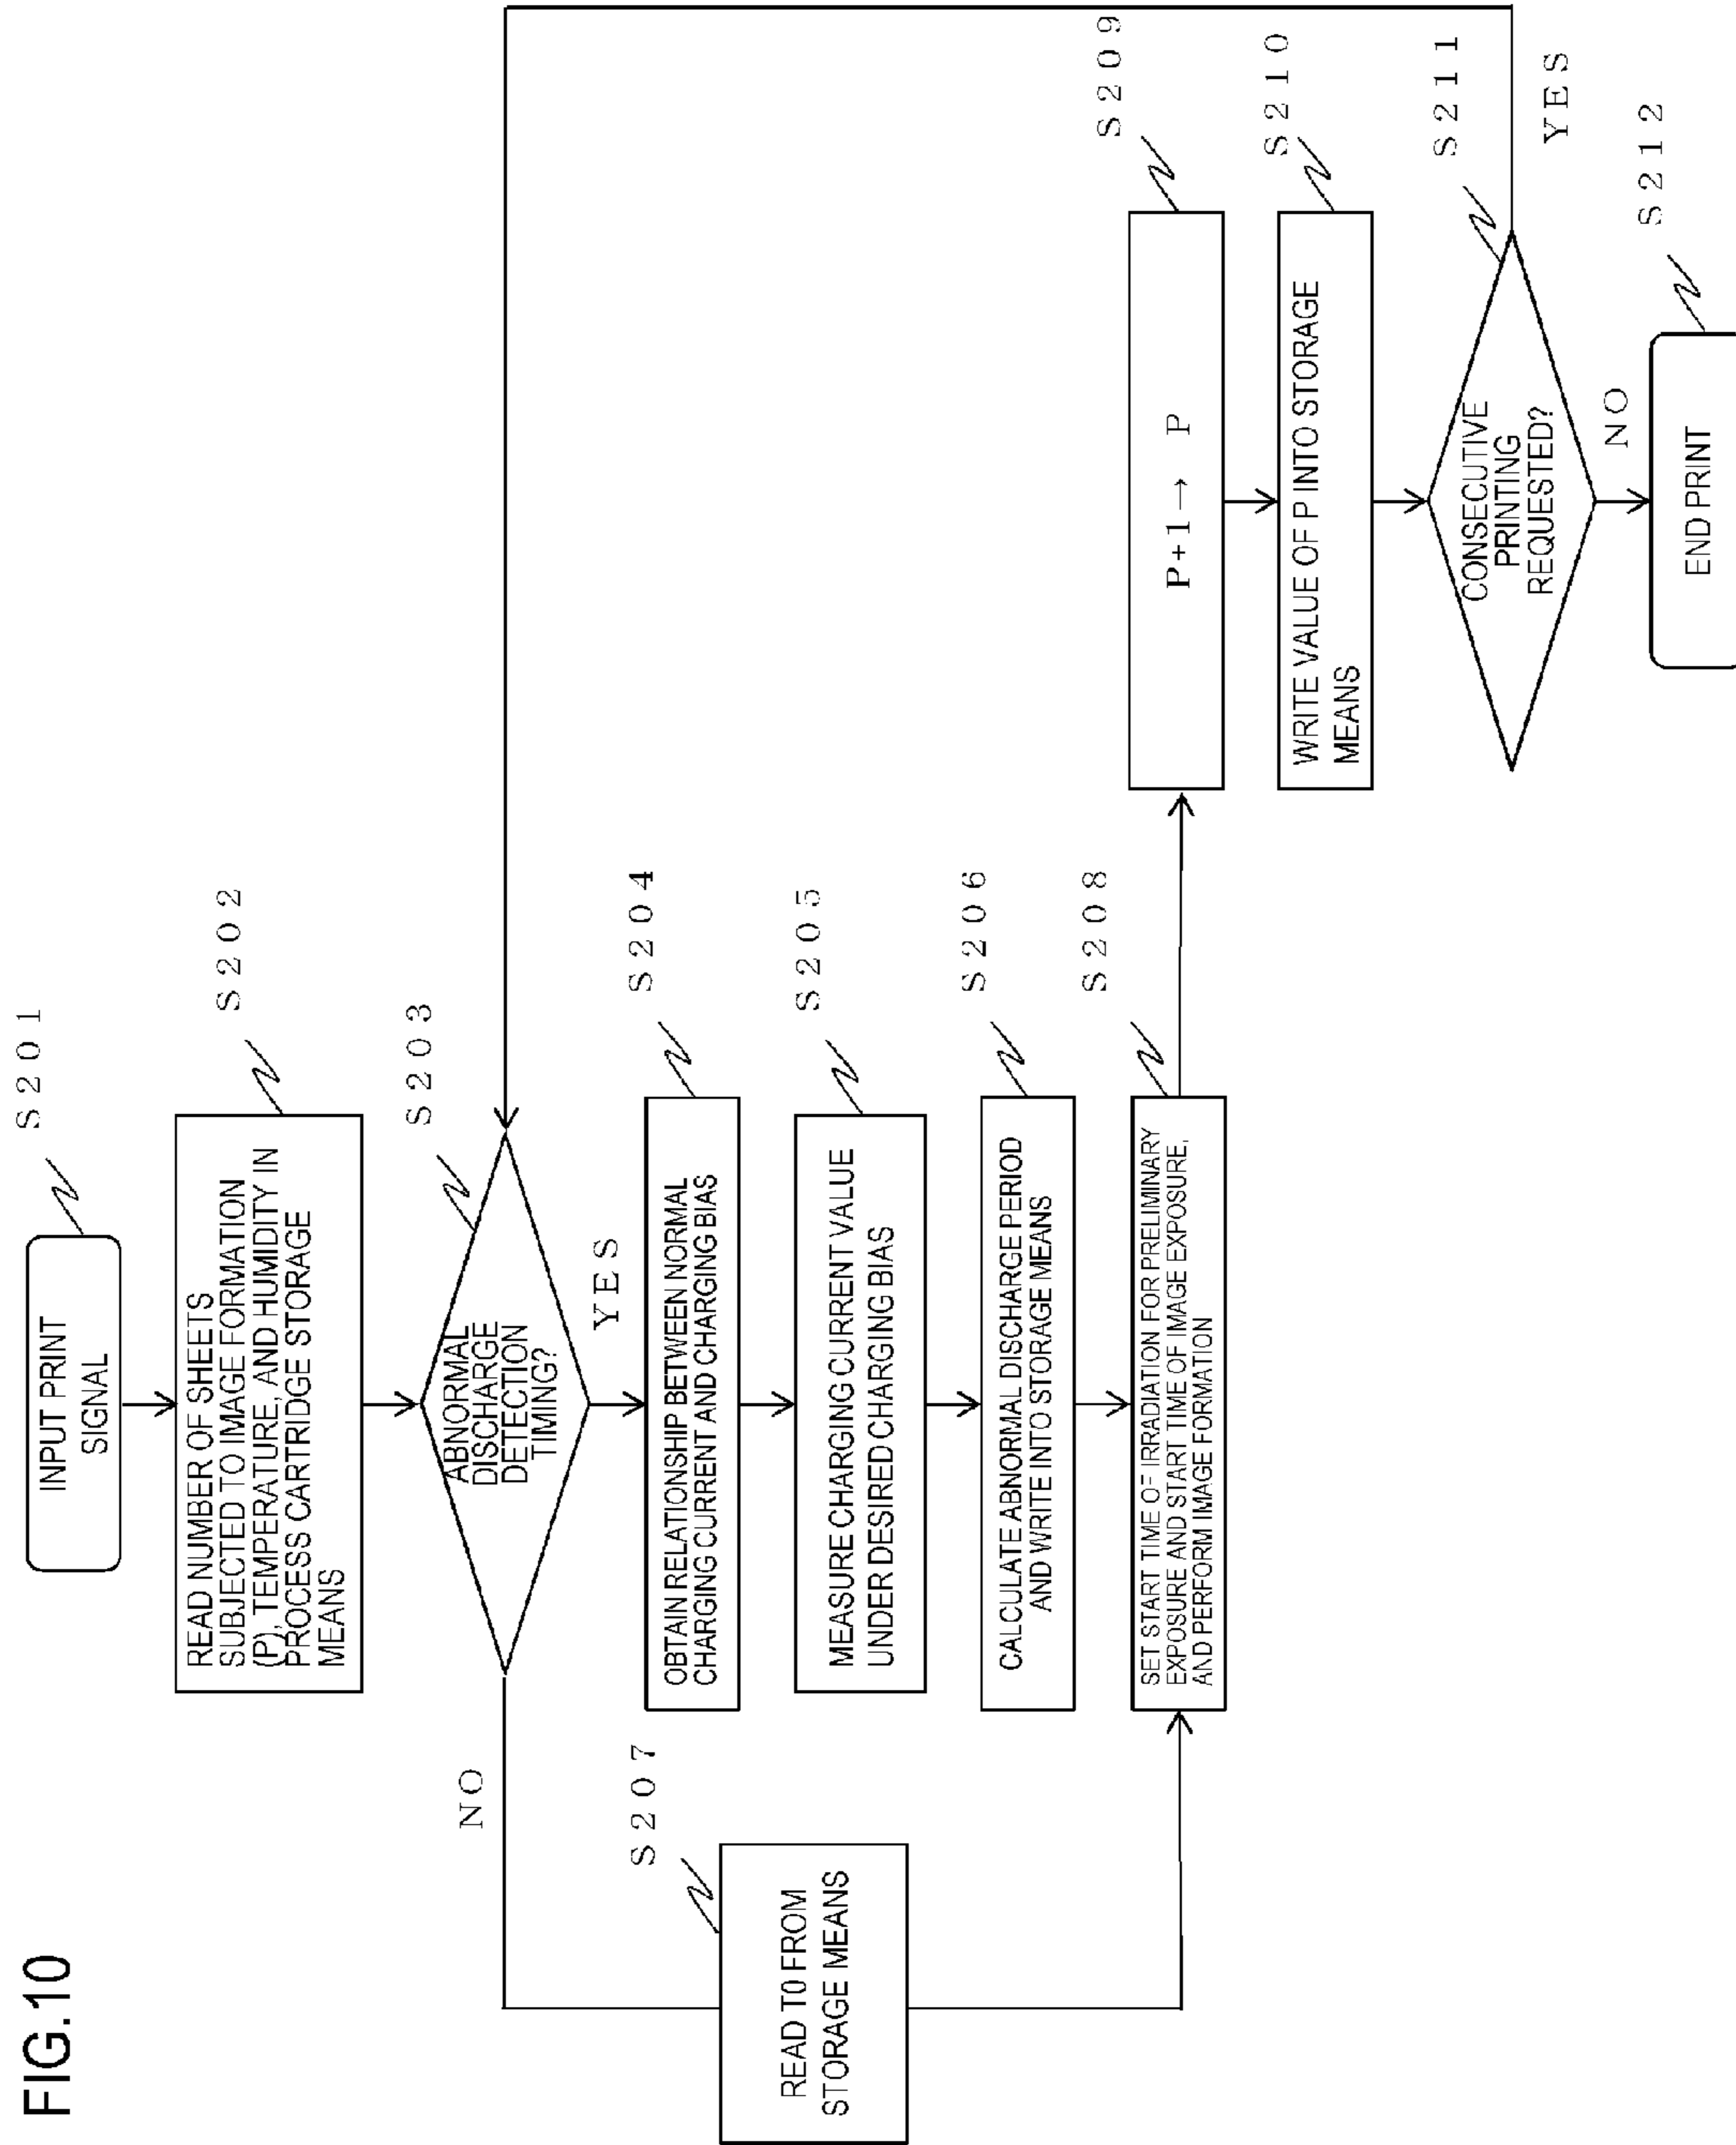 FIG.10
INPUT PRINT
SIGNAL
S201
READ NUMBER OF SHEETS
SUBJECTED TO IMAGE FORMATION
(P), TEMPERATURE, AND HUMIDITY IN
PROCESS CARTRIDGE STORAGE
MEANS
S202
ABNORMAL
DISCHARGE
DETECTION
TIMING?
S203
NO
YES
OBTAIN RELATIONSHIP BETWEEN NORMAL
CHARGING CURRENT AND CHARGING BIAS
S204
MEASURE CHARGING CURRENT VALUE
UNDER DESIRED CHARGING BIAS
S205
CALCULATE ABNORMAL DISCHARGE PERIOD
AND WRITE INTO STORAGE MEANS
S206
READ T0 FROM
STORAGE MEANS
S207
SET START TIME OF IRRADIATION FOR PRELIMINARY
EXPOSURE AND START TIME OF IMAGE EXPOSURE,
AND PERFORM IMAGE FORMATION
S208
P+1→ P
S209
WRITE VALUE OF P INTO STORAGE
MEANS
S210
CONSECUTIVE
PRINTING
REQUESTED?
S211
YES
NO
END PRINT
S212